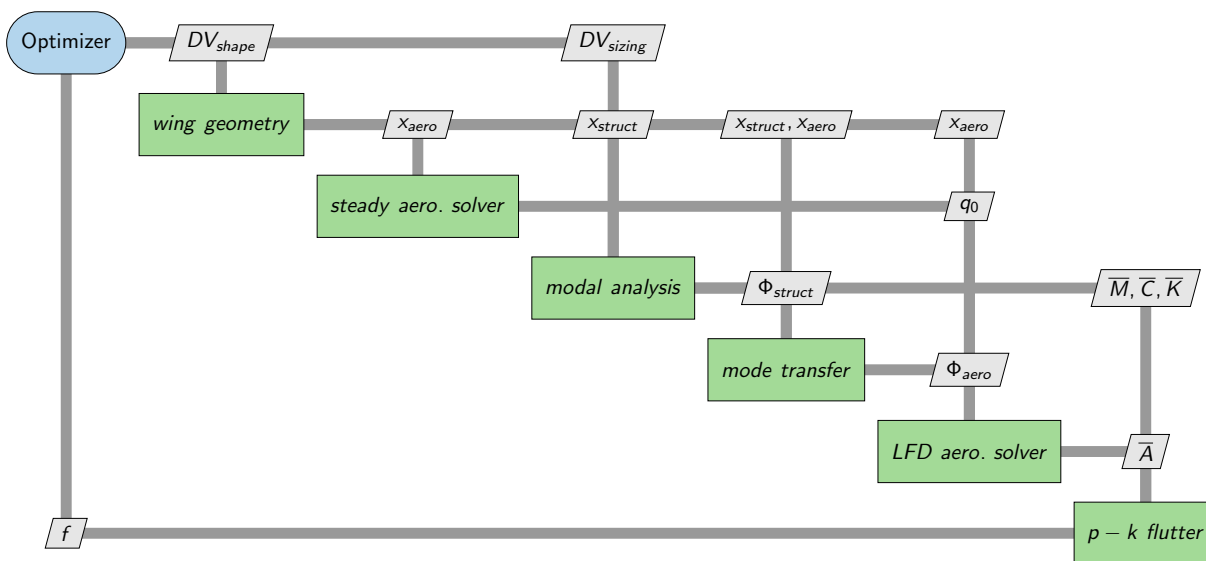 Optimizer DV_shape DV_sizing
wing geometry x_aero x_struct x_struct, x_aero x_aero
steady aero. solver q_0
modal analysis Φ_struct M̅, C̅, K̅
mode transfer Φ_aero
LFD aero. solver A̅
f p − k flutter